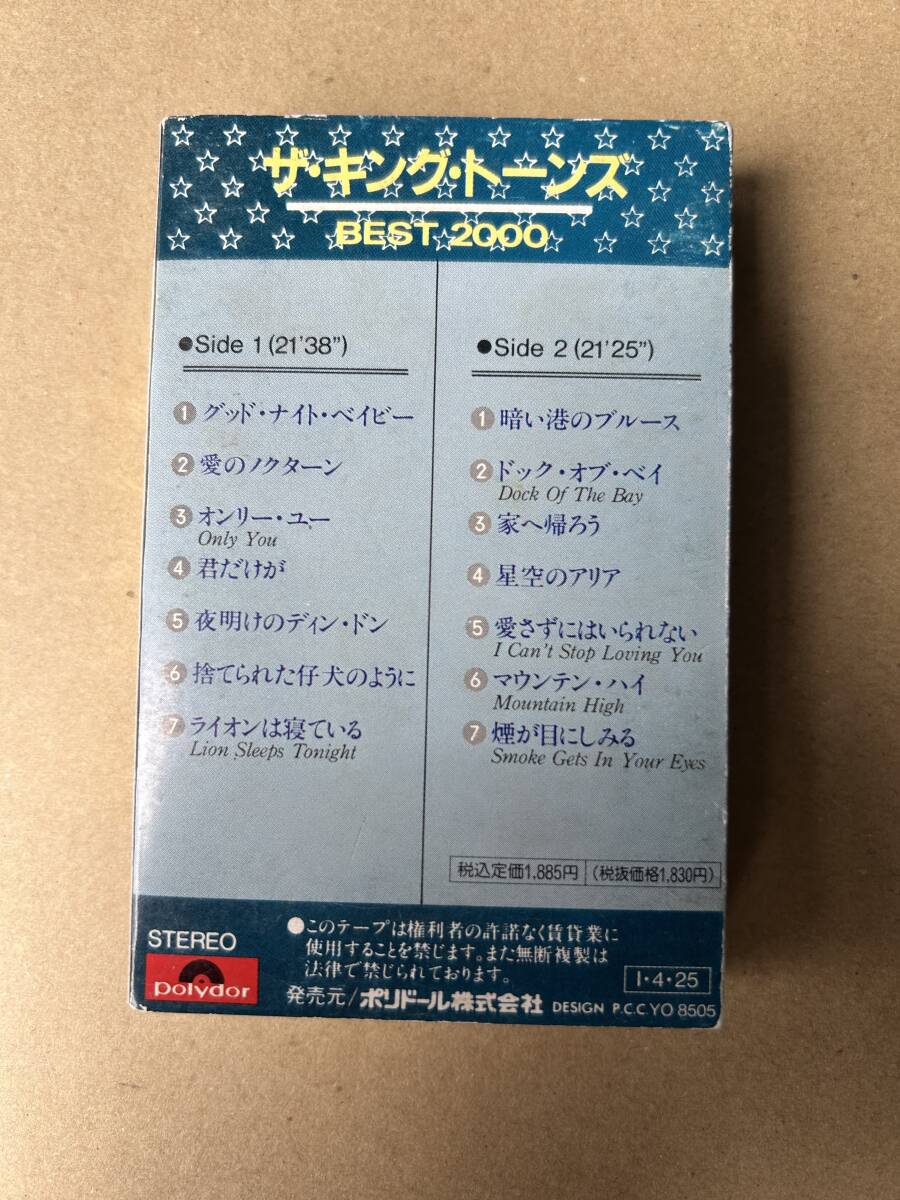 ザ・キング・トーンズ
BEST 2000
●Side 1 (21'38")
1 グッド・ナイト・ベイビー
2 愛のノクターン
3 オンリー・ユー
Only You
4 君だけが
5 夜明けのディン・ドン
6 捨てられた仔犬のように
7 ライオンは寝ている
Lion Sleeps Tonight
●Side 2 (21'25")
1 暗い港のブルース
2 ドック・オブ・ベイ
Dock Of The Bay
3 家へ帰ろう
4 星空のアリア
5 愛さずにはいられない
I Can't Stop Loving You
6 マウンテン・ハイ
Mountain High
7 煙が目にしみる
Smoke Gets In Your Eyes
税込定価1,885円 (税抜価格1,830円)
STEREO
polydor
●このテープは権利者の許諾なく賃貸業に
使用することを禁じます。また無断複製は
法律で禁じられております。
I・4・25
発売元/ポリドール株式会社 DESIGN P.C.C.YO 8505